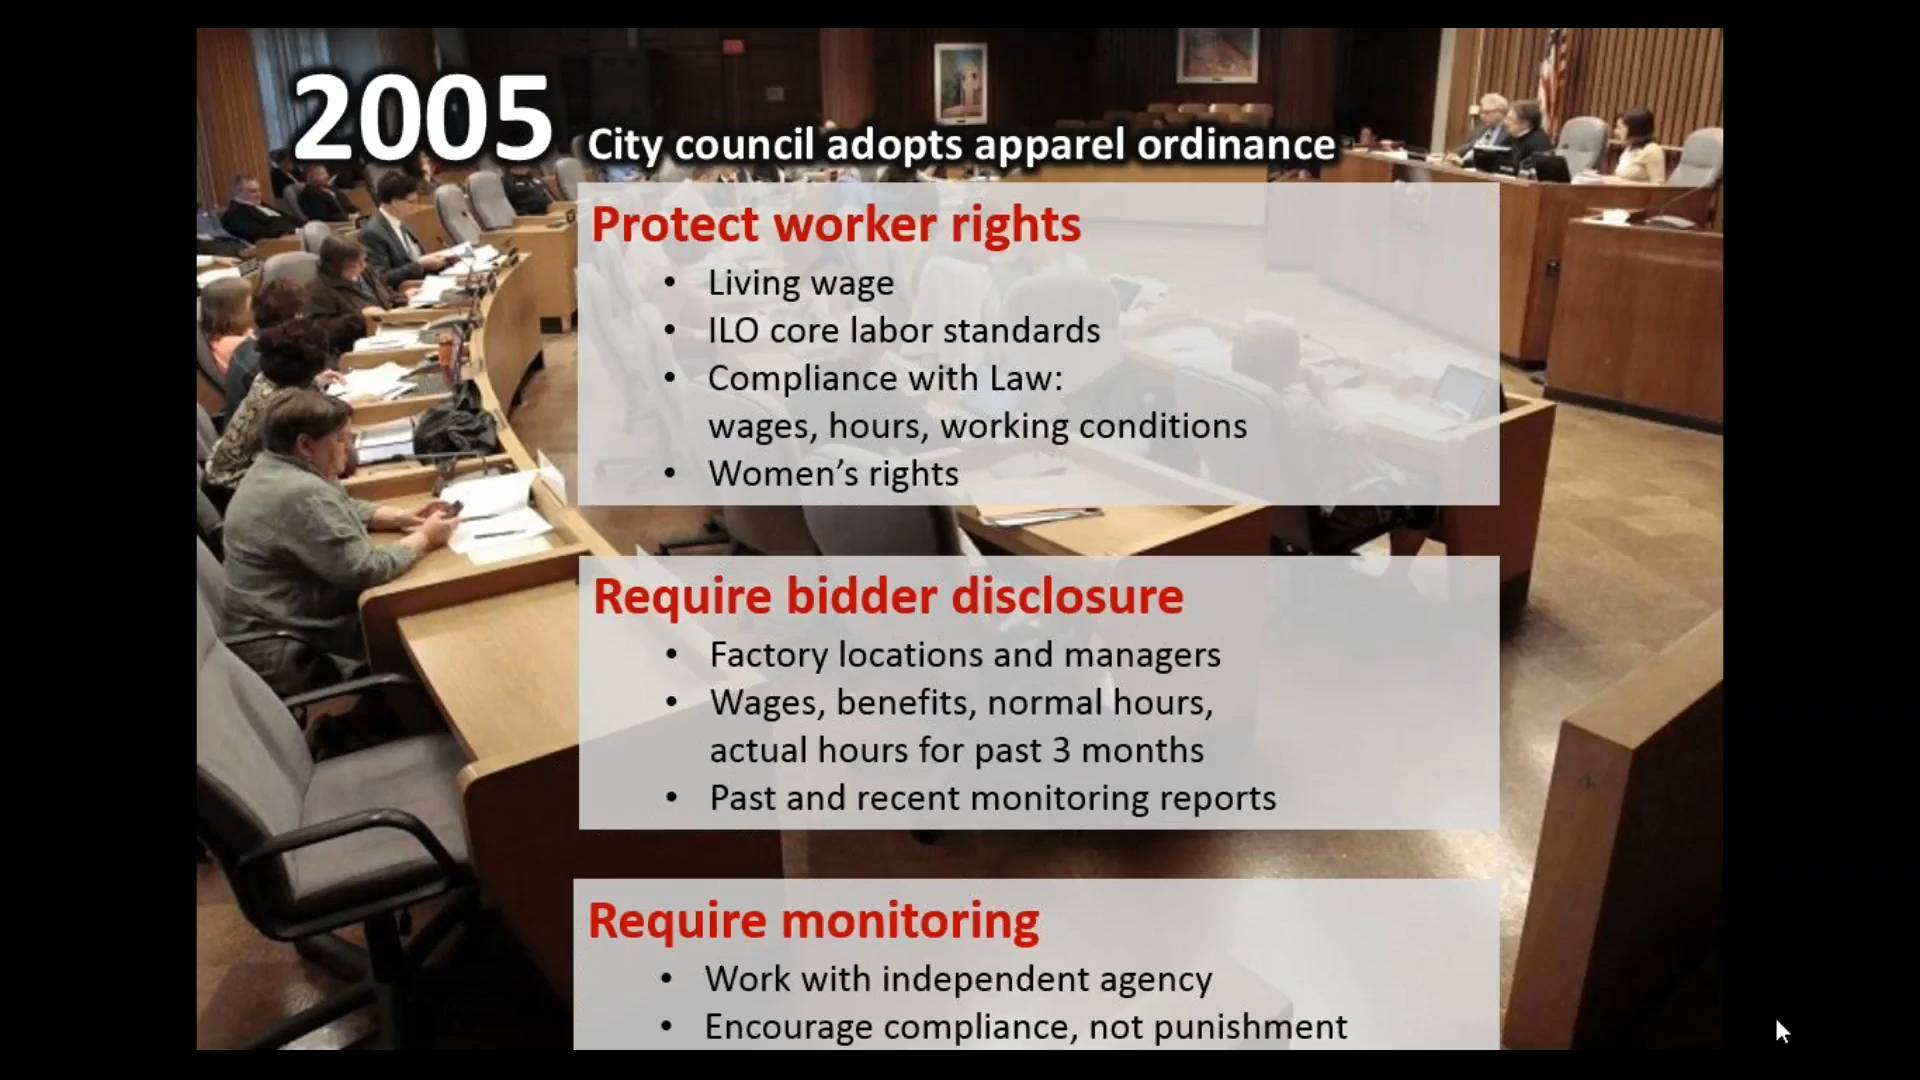 2005 City council adopts apparel ordinance
Protect worker rights
• Living wage
• ILO core labor standards
• Compliance with Law:
wages, hours, working conditions
• Women’s rights
Require bidder disclosure
• Factory locations and managers
• Wages, benefits, normal hours,
actual hours for past 3 months
• Past and recent monitoring reports
Require monitoring
• Work with independent agency
• Encourage compliance, not punishment